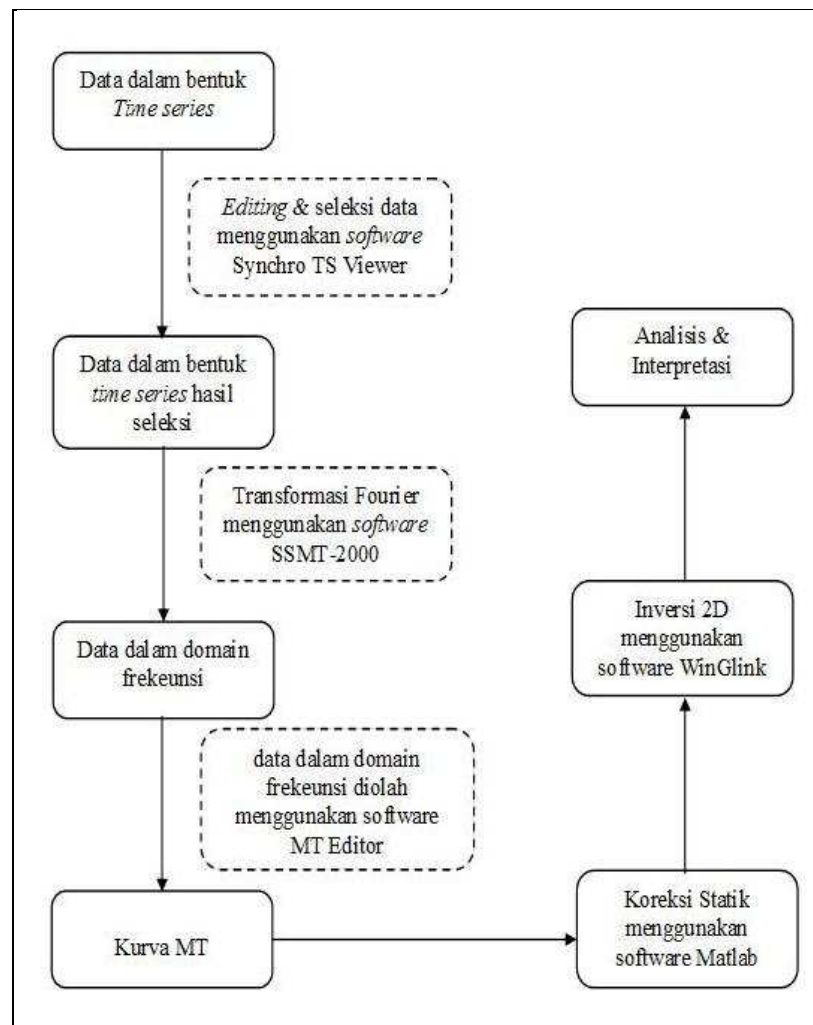 Data dalam bentuk
Time series
Editing & seleksi data
menggunakan software
Synchro TS Viewer
Data dalam bentuk
time series hasil
seleksi
Transformasi Fourier
menggunakan software
SSMT-2000
Data dalam domain
frekeunsi
data dalam domain
frekeunsi diolah
menggunakan software
MT Editor
Kurva MT
Koreksi Statik
menggunakan
software Matlab
Inversi 2D
menggunakan
software WinGlink
Analisis &
Interpretasi